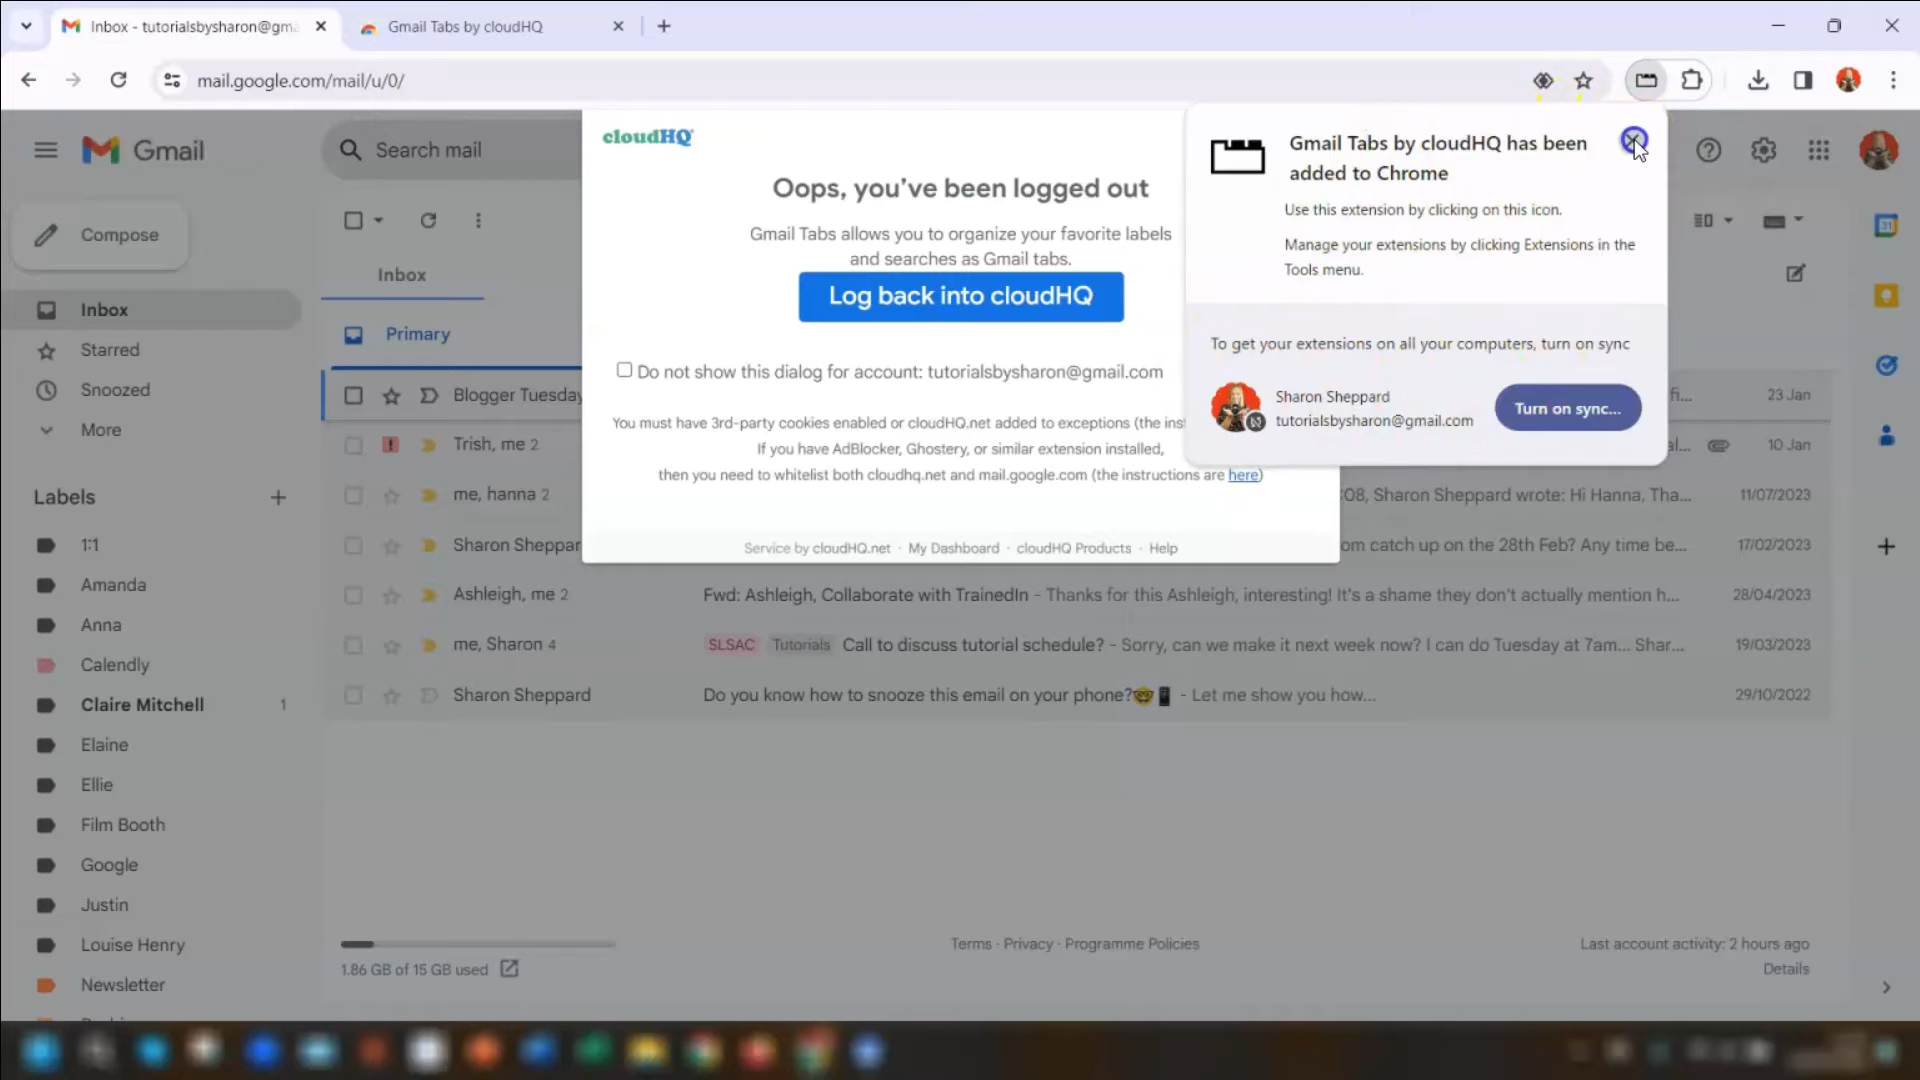 Inbox - tutorialsbysharon@gma
Gmail Tabs by cloudHQ
mail.google.com/mail/u/0/
Gmail
Search mail
cloudHQ
Oops, you've been logged out
Gmail Tabs allows you to organize your favorite labels
and searches as Gmail tabs.
Log back into cloudHQ
Do not show this dialog for account: tutorialsbysharon@gmail.com
You must have 3rd-party cookies enabled or cloudHQ.net added to exceptions (the ins
If you have AdBlocker, Ghostery, or similar extension installed,
then you need to whitelist both cloudhq.net and mail.google.com (the instructions are here)
Service by cloudHQ.net · My Dashboard · cloudHQ Products · Help
Gmail Tabs by cloudHQ has been
added to Chrome
Use this extension by clicking on this icon.
Manage your extensions by clicking Extensions in the
Tools menu.
To get your extensions on all your computers, turn on sync
Sharon Sheppard
tutorialsbysharon@gmail.com
Turn on sync...
Compose
Inbox
Starred
Snoozed
More
Labels
1:1
Amanda
Anna
Calendly
Claire Mitchell 1
Elaine
Ellie
Film Booth
Google
Justin
Louise Henry
Newsletter
Inbox
Primary
Blogger Tuesday fi... 23 Jan
Trish, me 2 al... 10 Jan
me, hanna 2 08, Sharon Sheppard wrote: Hi Hanna, Tha... 11/07/2023
Sharon Sheppar om catch up on the 28th Feb? Any time be... 17/02/2023
Ashleigh, me 2 Fwd: Ashleigh, Collaborate with TrainedIn - Thanks for this Ashleigh, interesting! It's a shame they don't actually mention h... 28/04/2023
me, Sharon 4 SLSAC Tutorials Call to discuss tutorial schedule? - Sorry, can we make it next week now? I can do Tuesday at 7am... Shar... 19/03/2023
Sharon Sheppard Do you know how to snooze this email on your phone?🤓📱 - Let me show you how... 29/10/2022
31
1.86 GB of 15 GB used
Terms · Privacy · Programme Policies
Last account activity: 2 hours ago
Details